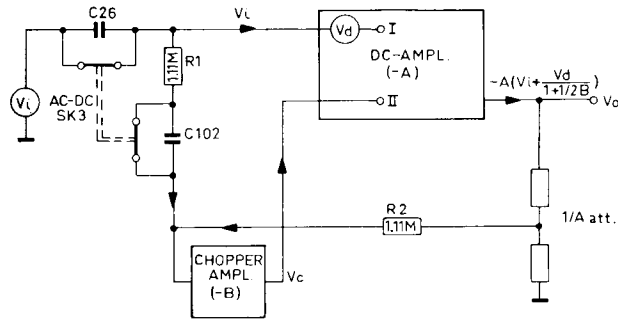 C26
Vi
Vi
AC-DC
SK3
R1
1.11M
C102
Vd
I
II
DC-AMPL.
(-A)
-A(Vi+Vd/1+1/2B)
Vo
1/A att.
R2
1.11M
CHOPPER
AMPL.
(-B)
Vc